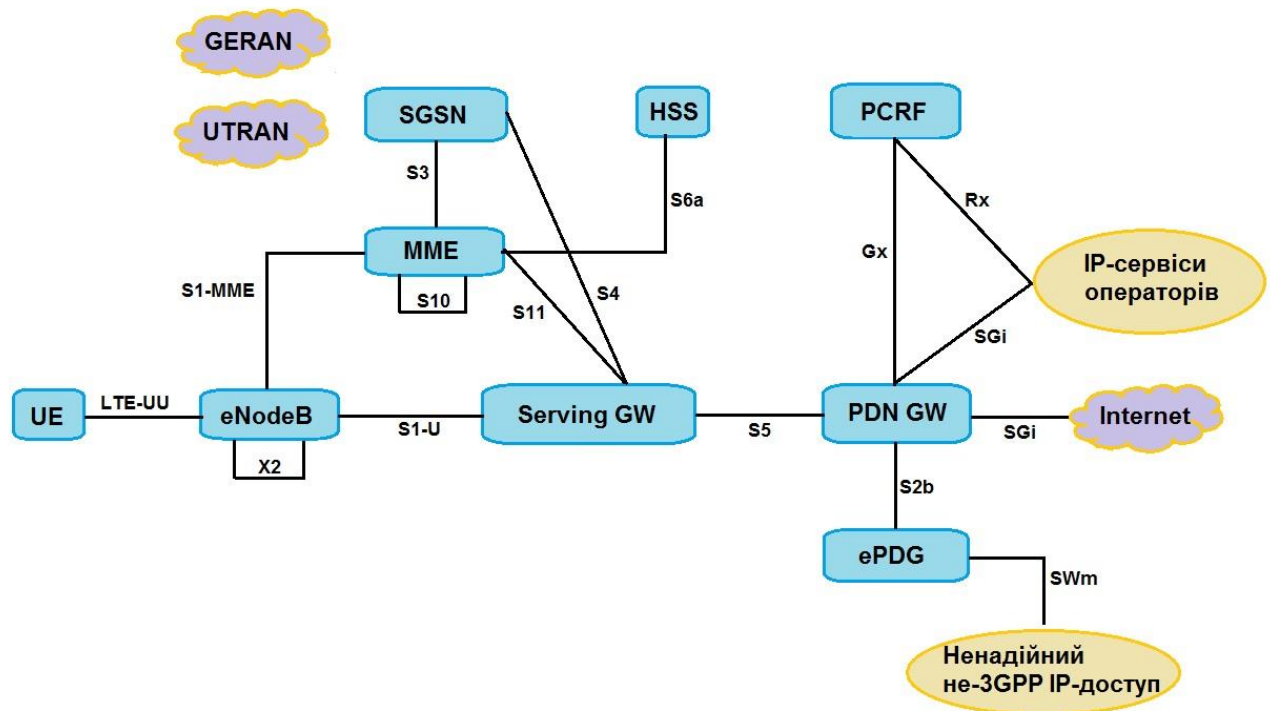 GERAN
UTRAN
SGSN
HSS
PCRF
S3
S6a
Rx
MME
Gx
IP-сервіси
операторів
S1-MME
S10
S11
S4
SGi
UE
LTE-UU
eNodeB
S1-U
Serving GW
S5
PDN GW
SGi
Internet
X2
S2b
ePDG
SWm
Ненадійний
не-3GPP IP-доступ